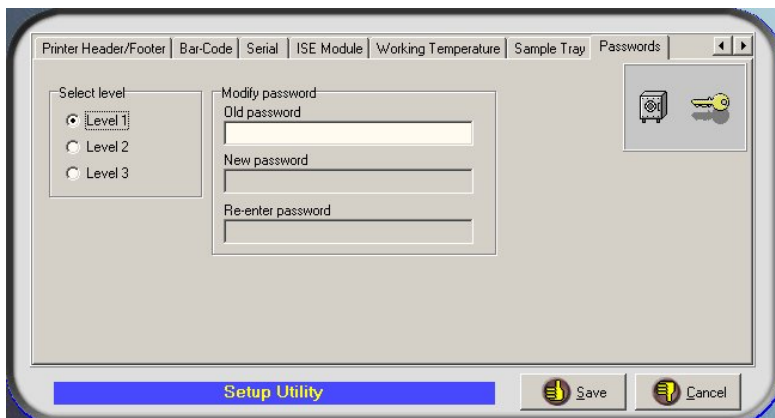 Printer Header/Footer Bar-Code Serial ISE Module Working Temperature Sample Tray Passwords
Select level
Level 1
Level 2
Level 3
Modify password
Old password
New password
Re-enter password
Setup Utility
Save
Cancel